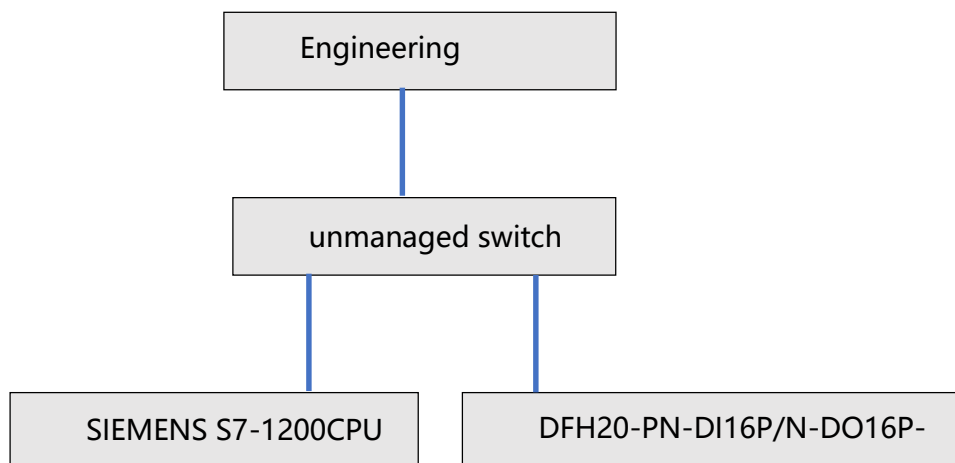 Engineering
unmanaged switch
SIEMENS S7-1200CPU
DFH20-PN-DI16P/N-DO16P-